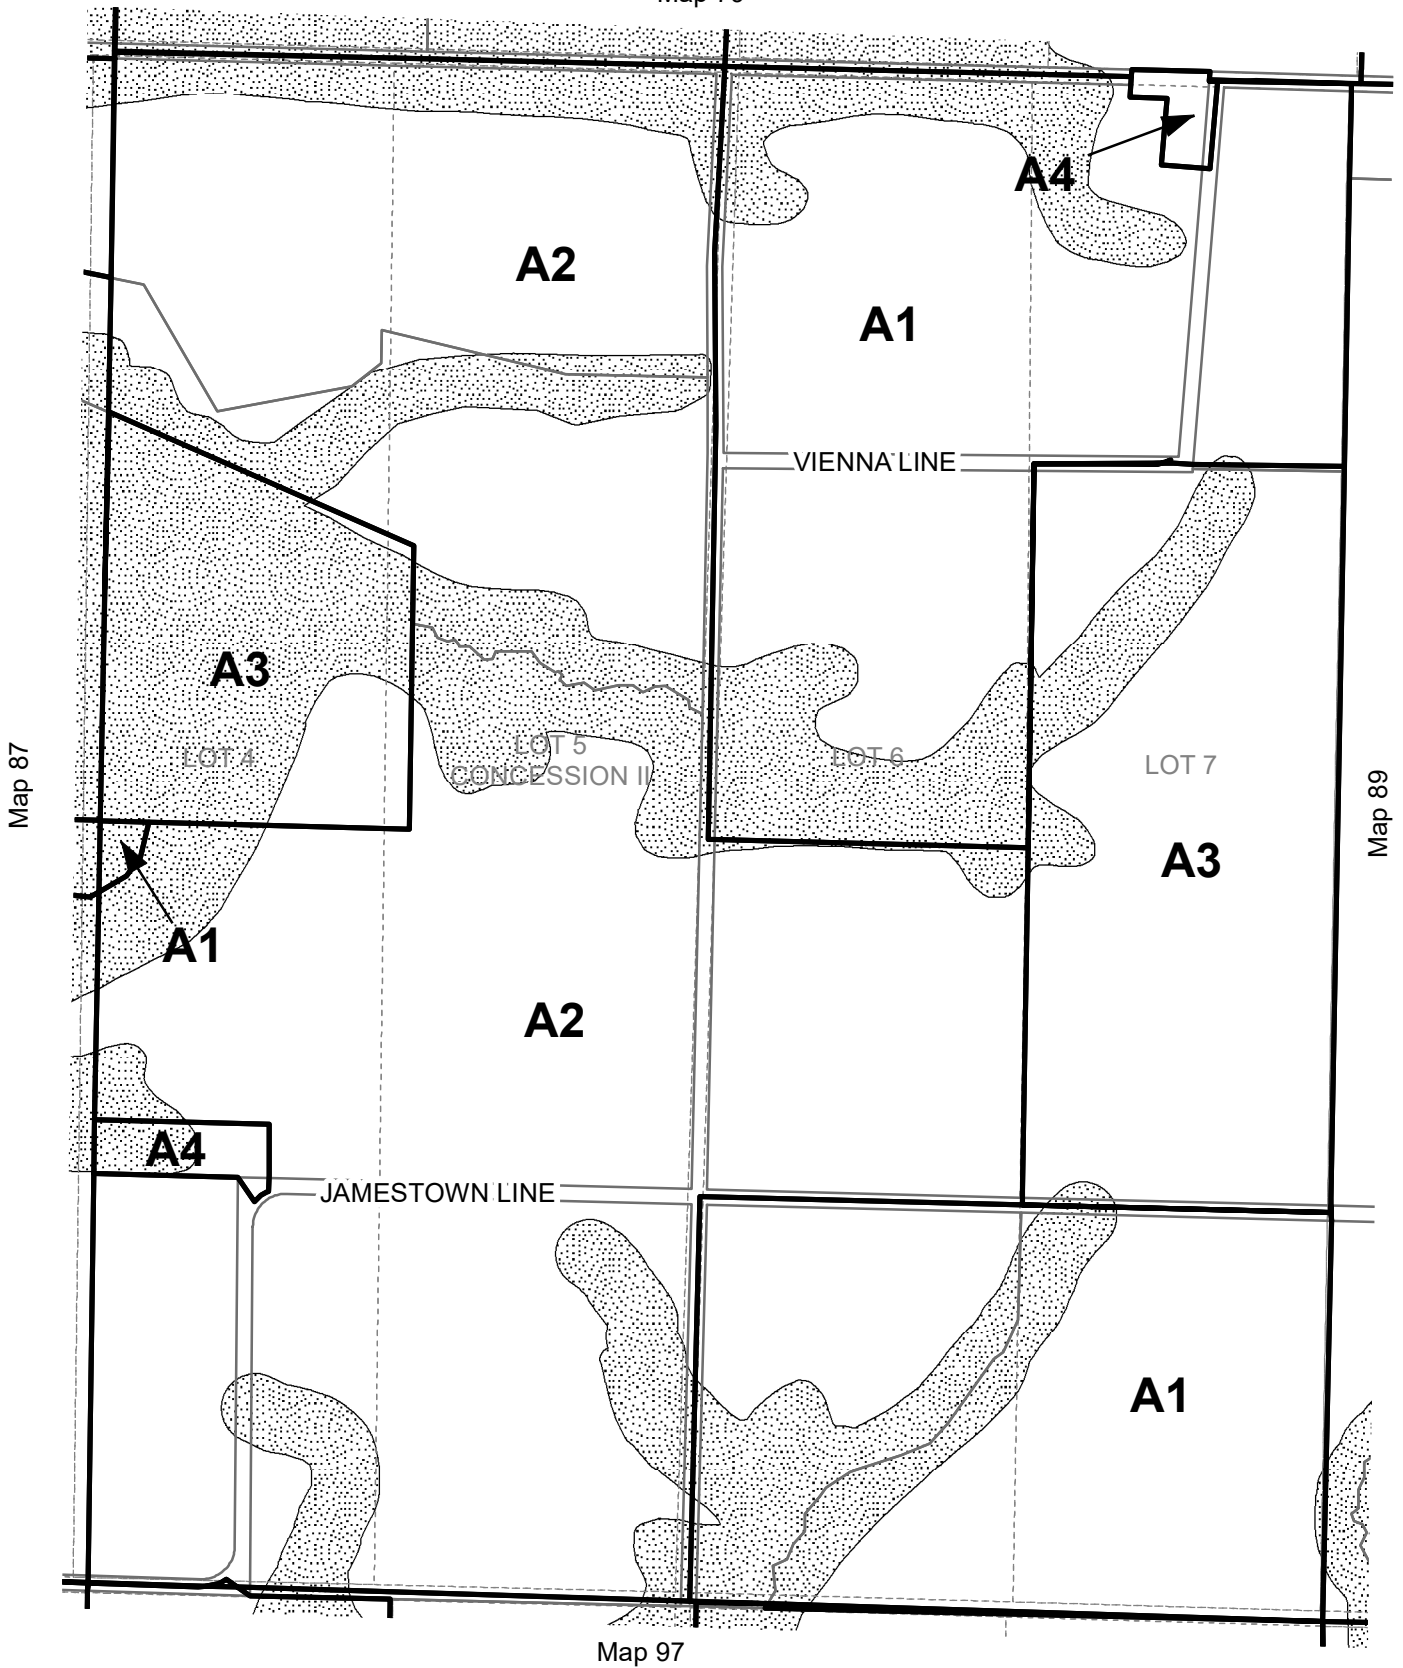 A4
A2
A1
VIENNA LINE
A3
LOT 4
LOT 5
CONCESSION II
LOT 6
LOT 7
Map 87
Map 89
A3
A1
A2
A4
JAMESTOWN LINE
A1
Map 97